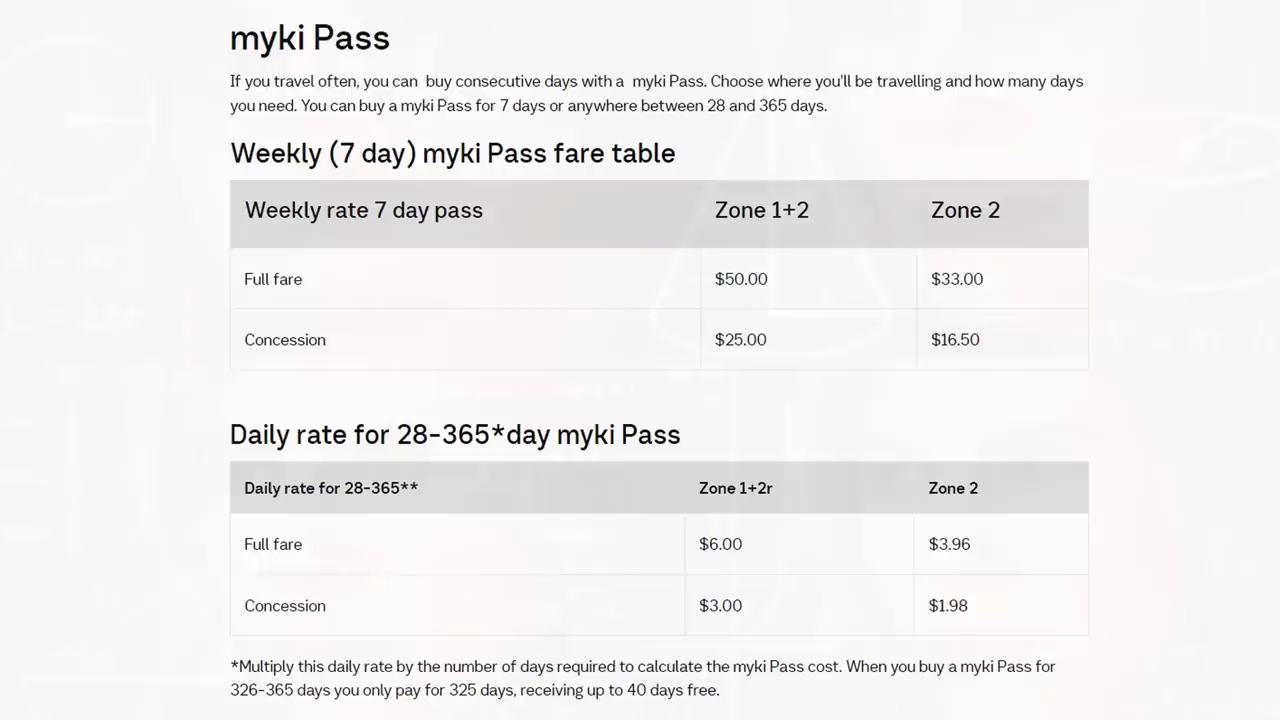 myki Pass
If you travel often, you can buy consecutive days with a myki Pass. Choose where you'll be travelling and how many days
you need. You can buy a myki Pass for 7 days or anywhere between 28 and 365 days.
Weekly (7 day) myki Pass fare table
Weekly rate 7 day pass Zone 1+2 Zone 2
Full fare $50.00 $33.00
Concession $25.00 $16.50
Daily rate for 28-365*day myki Pass
Daily rate for 28-365** Zone 1+2r Zone 2
Full fare $6.00 $3.96
Concession $3.00 $1.98
*Multiply this daily rate by the number of days required to calculate the myki Pass cost. When you buy a myki Pass for
326-365 days you only pay for 325 days, receiving up to 40 days free.